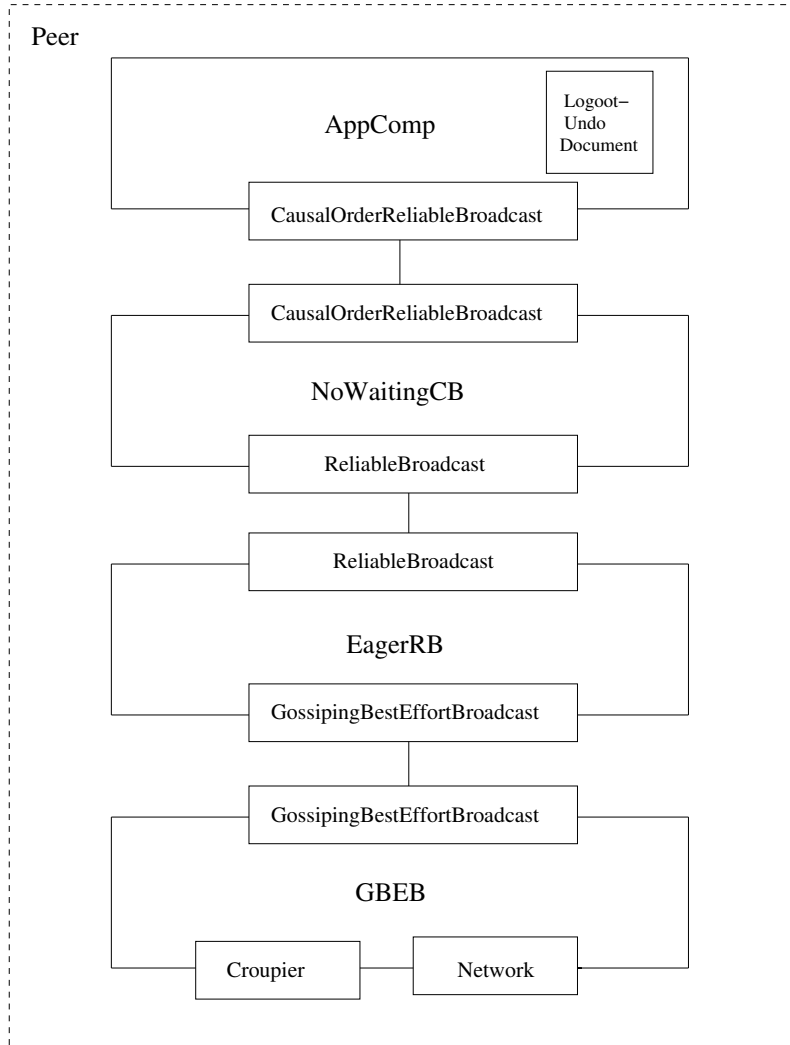 Peer
Logoot–
Undo
Document
AppComp
CausalOrderReliableBroadcast
CausalOrderReliableBroadcast
NoWaitingCB
ReliableBroadcast
ReliableBroadcast
EagerRB
GossipingBestEffortBroadcast
GossipingBestEffortBroadcast
GBEB
Croupier
Network